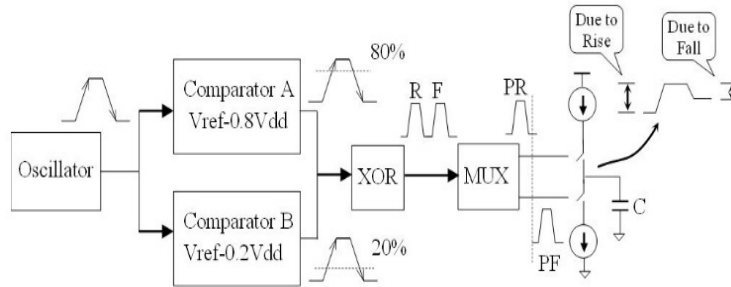 Due to
Rise
Due to
Fall
80%
Comparator A
Vref-0.8Vdd
R F
PR
Oscillator
XOR
MUX
Comparator B
Vref-0.2Vdd
20%
C
PF